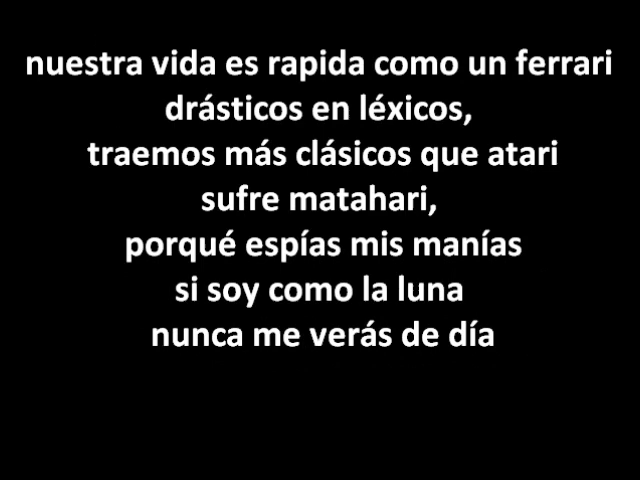 nuestra vida es rapida como un ferrari
drásticos en léxicos,
traemos más clásicos que atari
sufre matahari,
porqué espías mis manías
si soy como la luna
nunca me verás de día